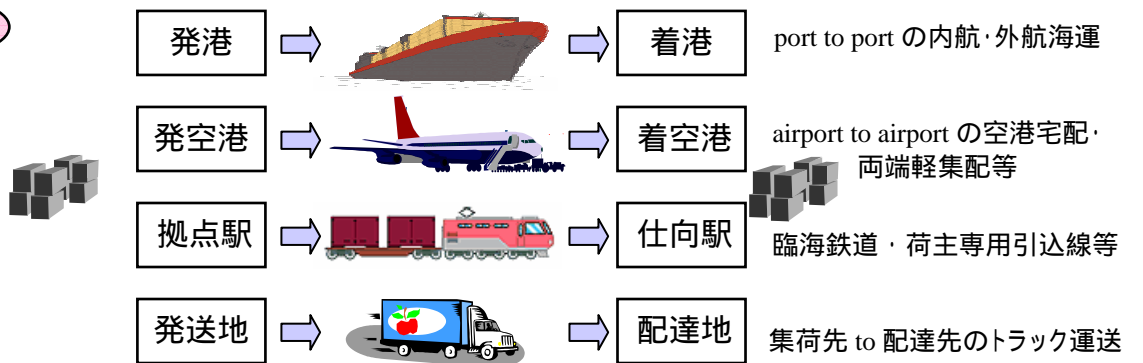 発港
着港
port to port の内航･外航海運
発空港
着空港
airport to airport の空港宅配･
両端軽集配等
拠点駅
仕向駅
臨海鉄道・荷主専用引込線等
発送地
配達地
集荷先 to 配達先のトラック運送